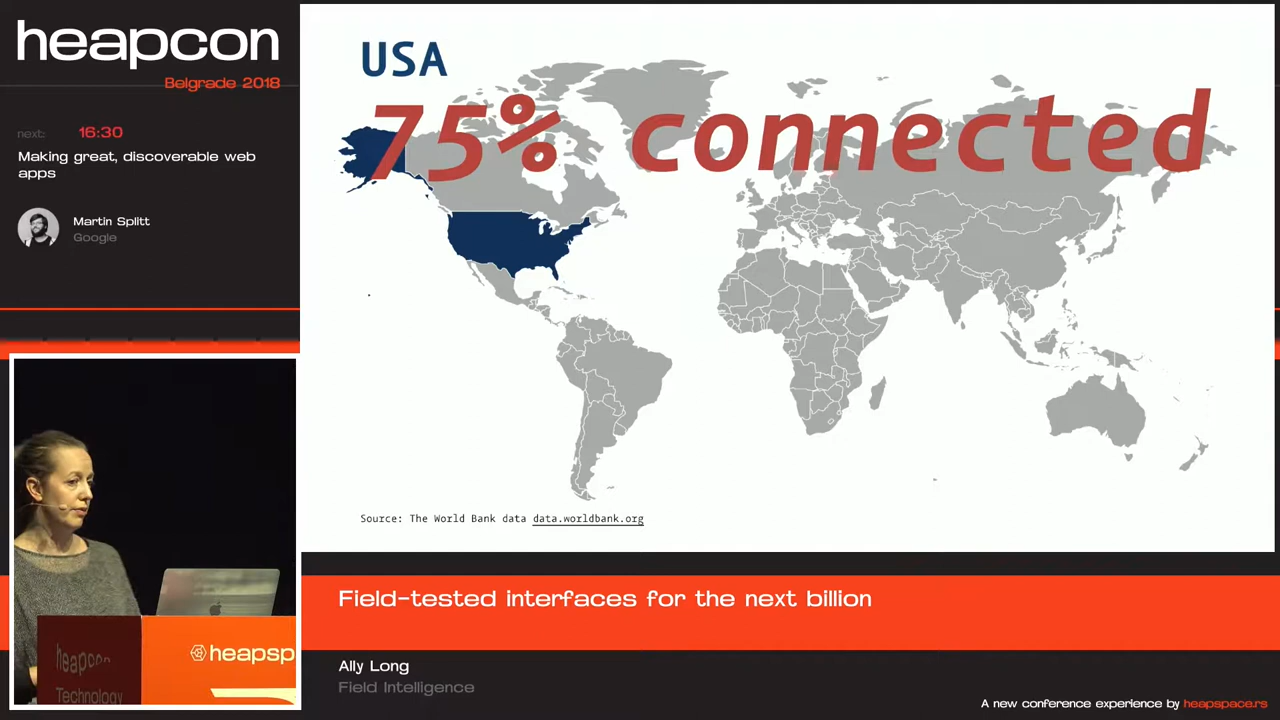 heapcon
Belgrade 2018
next: 16:30
Making great, discoverable web
apps
Martin Splitt
Google
USA
75% connected
Source: The World Bank data data.worldbank.org
heapcon
Technology
heapsp
Field-tested interfaces for the next billion
Ally Long
Field Intelligence
A new conference experience by heapspace.rs